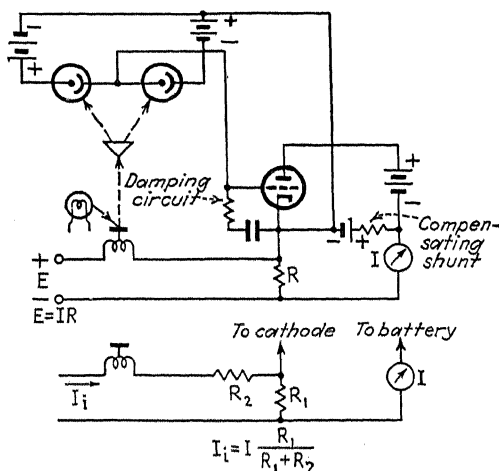 −
+
+
−
Damping
circuit
+
−
−
+
Compen-
sating
shunt
I
R
+
E
−
E=IR
To cathode
To battery
I
Iᵢ
R₂
R₁
Iᵢ = I R₁ / R₁+R₂